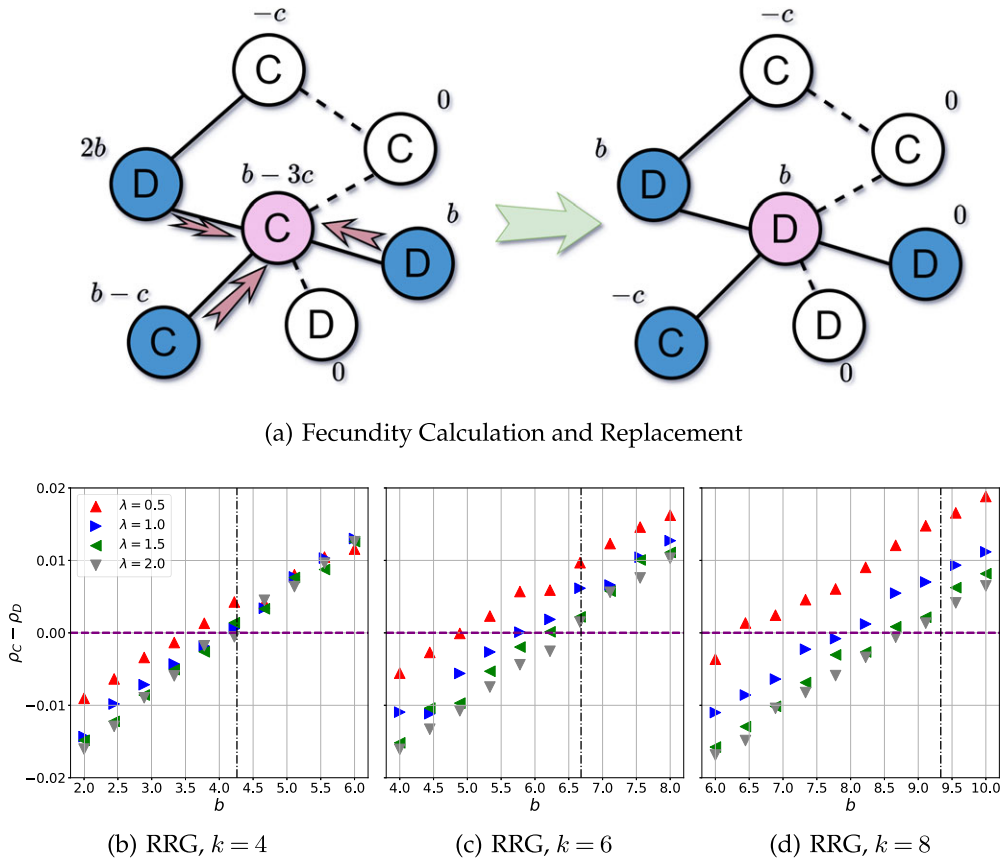 −c
−c
C
C
0
0
C
C
2b
b
D
D
b − 3c
b
C
D
b
0
D
D
b − c
−c
C
C
D
D
0
0
(a) Fecundity Calculation and Replacement
ρC − ρD
0.02
0.01
0.00
−0.01
−0.02
λ = 0.5
λ = 1.0
λ = 1.5
λ = 2.0
2.0 2.5 3.0 3.5 4.0 4.5 5.0 5.5 6.0
4.0 4.5 5.0 5.5 6.0 6.5 7.0 7.5 8.0
6.0 6.5 7.0 7.5 8.0 8.5 9.0 9.5 10.0
b
b
b
(b) RRG, k = 4
(c) RRG, k = 6
(d) RRG, k = 8